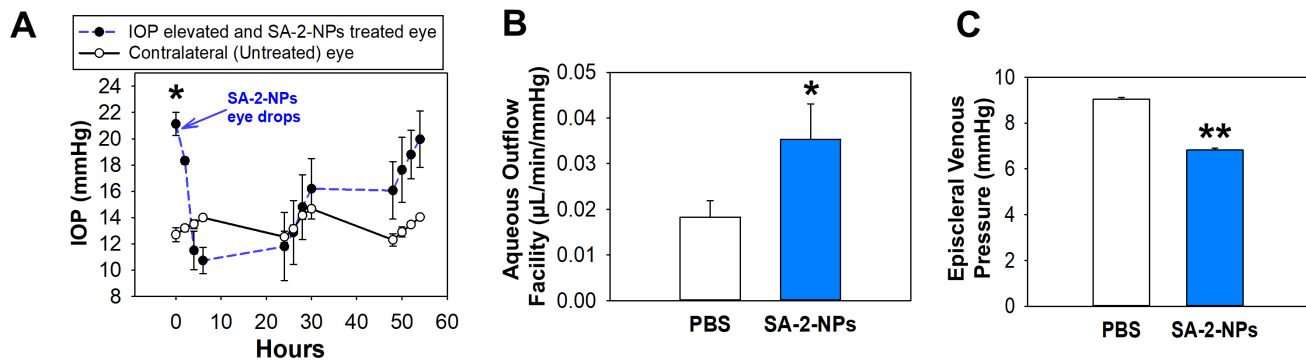 A
IOP elevated and SA-2-NPs treated eye
Contralateral (Untreated) eye
IOP (mmHg)
24
22
20
18
16
14
12
10
8
*
SA-2-NPs
eye drops
0 10 20 30 40 50 60
Hours
B
Aqueous Outflow
Facility (µL/min/mmHg)
0.05
0.04
0.03
0.02
0.01
0.00
*
PBS SA-2-NPs
C
Episcleral Venous
Pressure (mmHg)
10
8
6
4
2
0
**
PBS SA-2-NPs